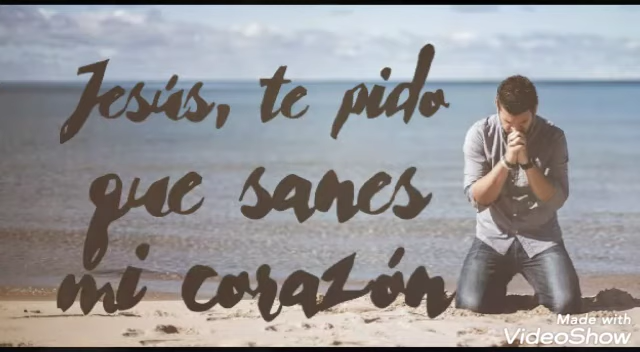 Jesús, te pido
que sanes
mi corazón
Made with
VideoShow